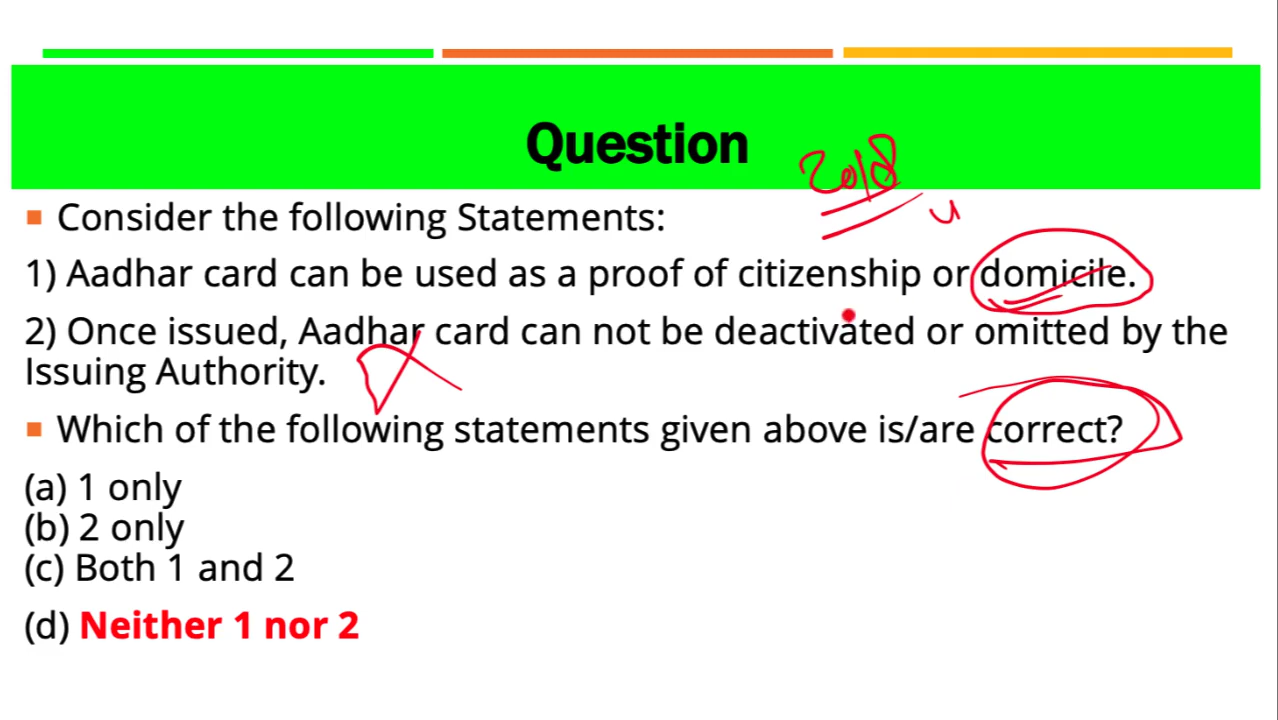 Question
2018
▪ Consider the following Statements:
1) Aadhar card can be used as a proof of citizenship or domicile.
2) Once issued, Aadhar card can not be deactivated or omitted by the
Issuing Authority.
▪ Which of the following statements given above is/are correct?
(a) 1 only
(b) 2 only
(c) Both 1 and 2
(d) Neither 1 nor 2